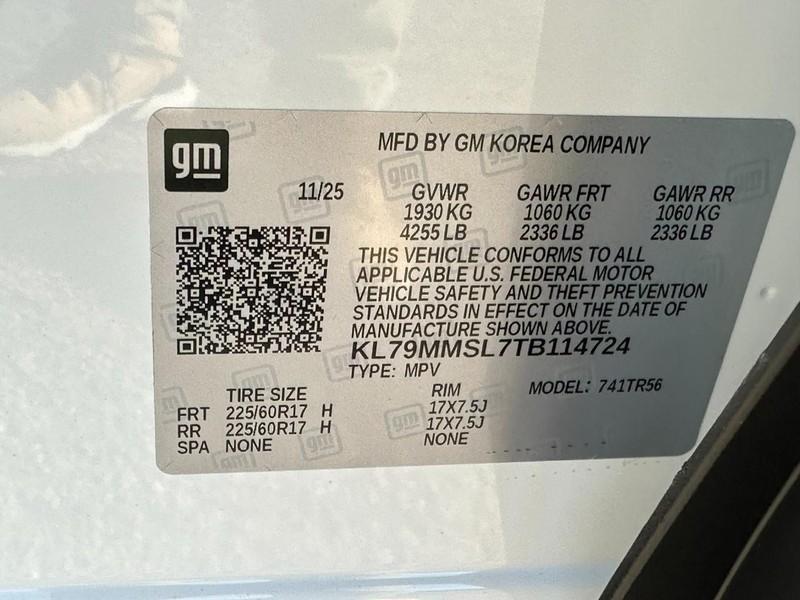 gm
MFD BY GM KOREA COMPANY
11/25 GVWR GAWR FRT GAWR RR
1930 KG 1060 KG 1060 KG
4255 LB 2336 LB 2336 LB
THIS VEHICLE CONFORMS TO ALL
APPLICABLE U.S. FEDERAL MOTOR
VEHICLE SAFETY AND THEFT PREVENTION
STANDARDS IN EFFECT ON THE DATE OF
MANUFACTURE SHOWN ABOVE.
KL79MMSL7TB114724
TYPE: MPV
TIRE SIZE RIM MODEL: 741TR56
FRT 225/60R17 H 17X7.5J
RR 225/60R17 H 17X7.5J
SPA NONE NONE